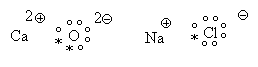 2⊕ 2⊖ ⊕ ⊖
Ca O Na Cl
* * *